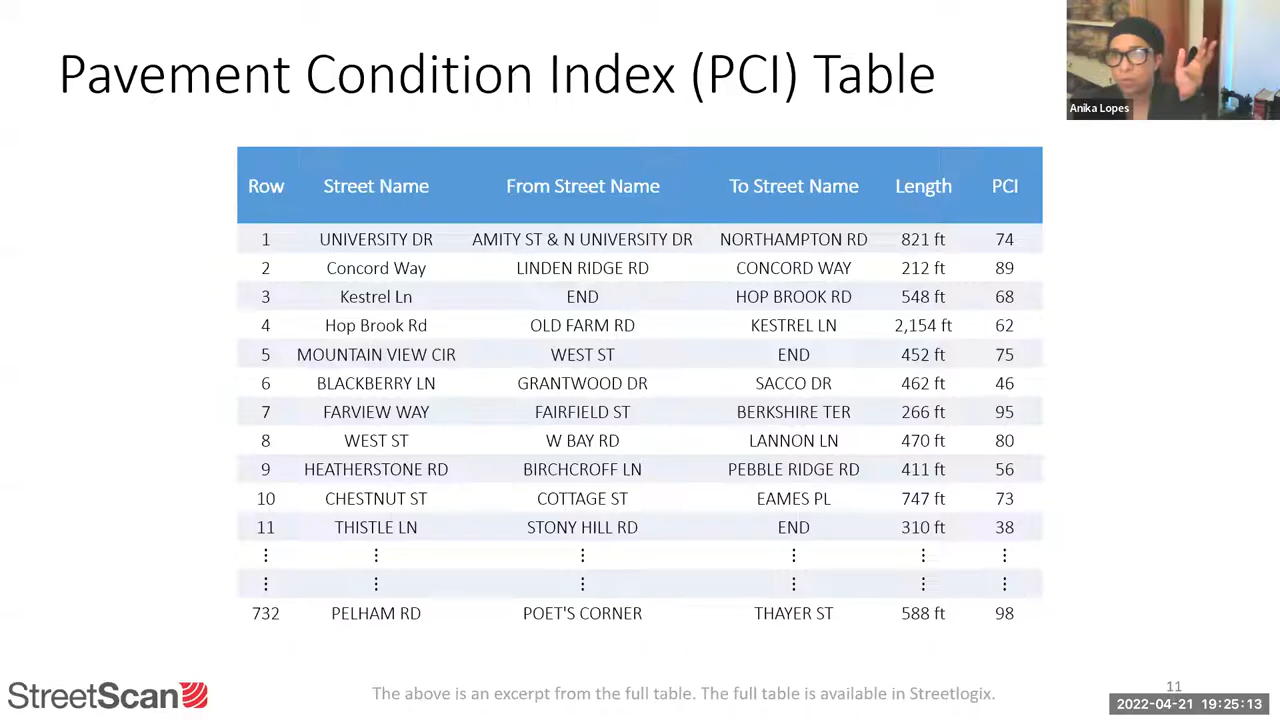 Pavement Condition Index (PCI) Table
Anika Lopes
Row Street Name From Street Name To Street Name Length PCI
1 UNIVERSITY DR AMITY ST & N UNIVERSITY DR NORTHAMPTON RD 821 ft 74
2 Concord Way LINDEN RIDGE RD CONCORD WAY 212 ft 89
3 Kestrel Ln END HOP BROOK RD 548 ft 68
4 Hop Brook Rd OLD FARM RD KESTREL LN 2,154 ft 62
5 MOUNTAIN VIEW CIR WEST ST END 452 ft 75
6 BLACKBERRY LN GRANTWOOD DR SACCO DR 462 ft 46
7 FARVIEW WAY FAIRFIELD ST BERKSHIRE TER 266 ft 95
8 WEST ST W BAY RD LANNON LN 470 ft 80
9 HEATHERSTONE RD BIRCHCROFF LN PEBBLE RIDGE RD 411 ft 56
10 CHESTNUT ST COTTAGE ST EAMES PL 747 ft 73
11 THISTLE LN STONY HILL RD END 310 ft 38
⋮ ⋮ ⋮ ⋮ ⋮ ⋮
⋮ ⋮ ⋮ ⋮ ⋮ ⋮
732 PELHAM RD POET'S CORNER THAYER ST 588 ft 98
StreetScan
The above is an excerpt from the full table. The full table is available in Streetlogix.
11
2022-04-21 19:25:13